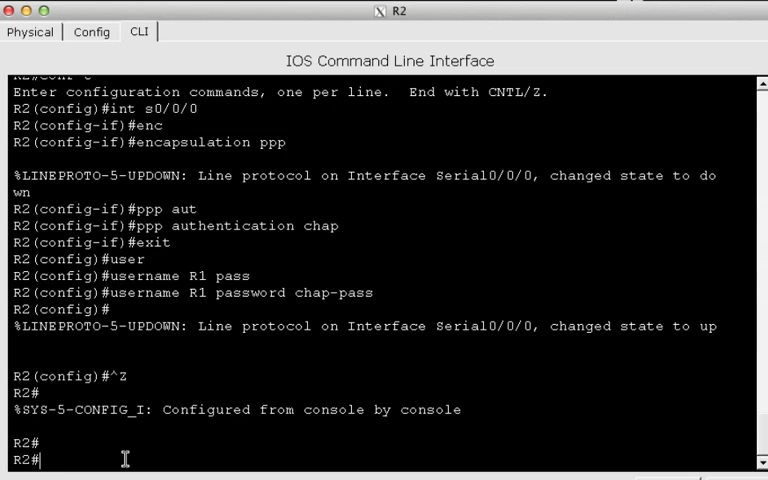 R2
Physical
Config
CLI
IOS Command Line Interface
R2#conf t
Enter configuration commands, one per line.  End with CNTL/Z.
R2(config)#int s0/0/0
R2(config-if)#enc
R2(config-if)#encapsulation ppp
%LINEPROTO-5-UPDOWN: Line protocol on Interface Serial0/0/0, changed state to do
wn
R2(config-if)#ppp aut
R2(config-if)#ppp authentication chap
R2(config-if)#exit
R2(config)#user
R2(config)#username R1 pass
R2(config)#username R1 password chap-pass
R2(config)#
%LINEPROTO-5-UPDOWN: Line protocol on Interface Serial0/0/0, changed state to up
R2(config)#^Z
R2#
%SYS-5-CONFIG_I: Configured from console by console
R2#
R2#